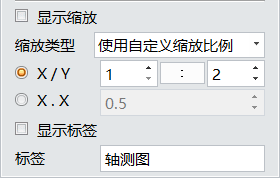 显示缩放
缩放类型 使用自定义缩放比例
X / Y 1 : 2
X . X 0.5
显示标签
标签 轴测图